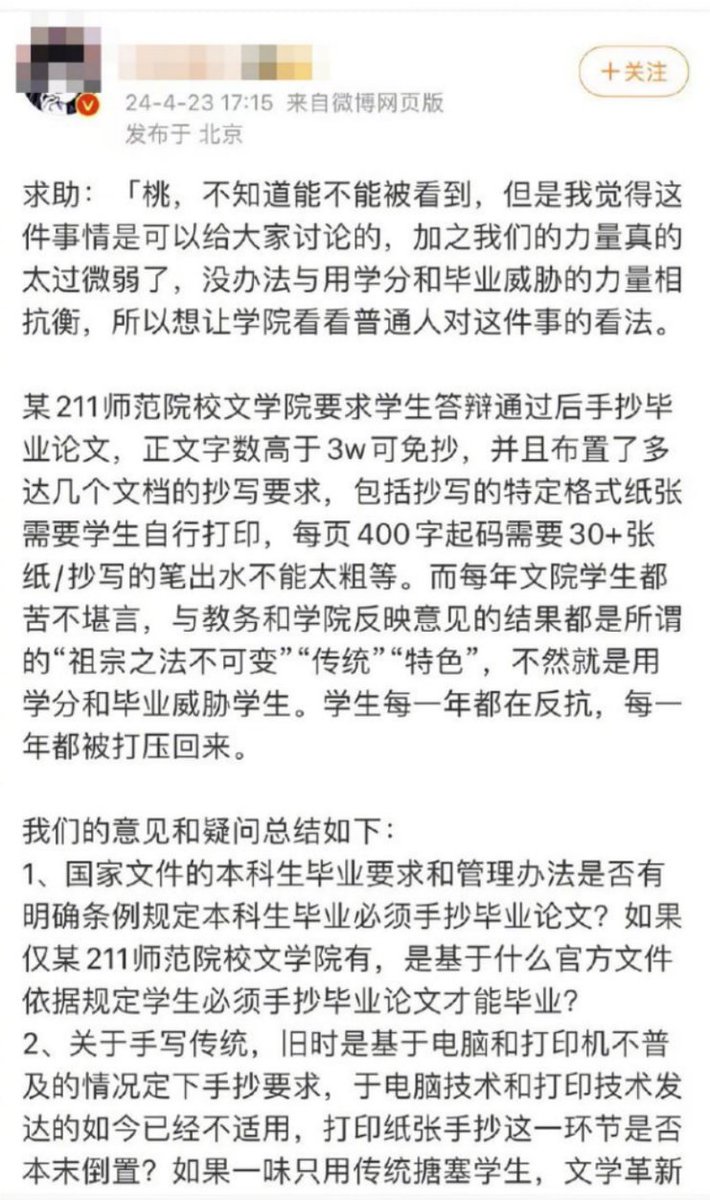 +关注
24-4-23 17:15 来自微博网页版
发布于 北京
求助：「桃，不知道能不能被看到，但是我觉得这
件事情是可以给大家讨论的，加之我们的力量真的
太过微弱了，没办法与用学分和毕业威胁的力量相
抗衡，所以想让学院看看普通人对这件事的看法。
某211师范院校文学院要求学生答辩通过后手抄毕
业论文，正文字数高于3w可免抄，并且布置了多
达几个文档的抄写要求，包括抄写的特定格式纸张
需要学生自行打印，每页400字起码需要30+张
纸/抄写的笔出水不能太粗等。而每年文院学生都
苦不堪言，与教务和学院反映意见的结果都是所谓
的“祖宗之法不可变”“传统”“特色”，不然就是用
学分和毕业威胁学生。学生每一年都在反抗，每一
年都被打压回来。
我们的意见和疑问总结如下：
1、国家文件的本科生毕业要求和管理办法是否有
明确条例规定本科生毕业必须手抄毕业论文？如果
仅某211师范院校文学院有，是基于什么官方文件
依据规定学生必须手抄毕业论文才能毕业？
2、关于手写传统，旧时是基于电脑和打印机不普
及的情况定下手抄要求，于电脑技术和打印技术发
达的如今已经不适用，打印纸张手抄这一环节是否
本末倒置？如果一味只用传统搪塞学生，文学革新